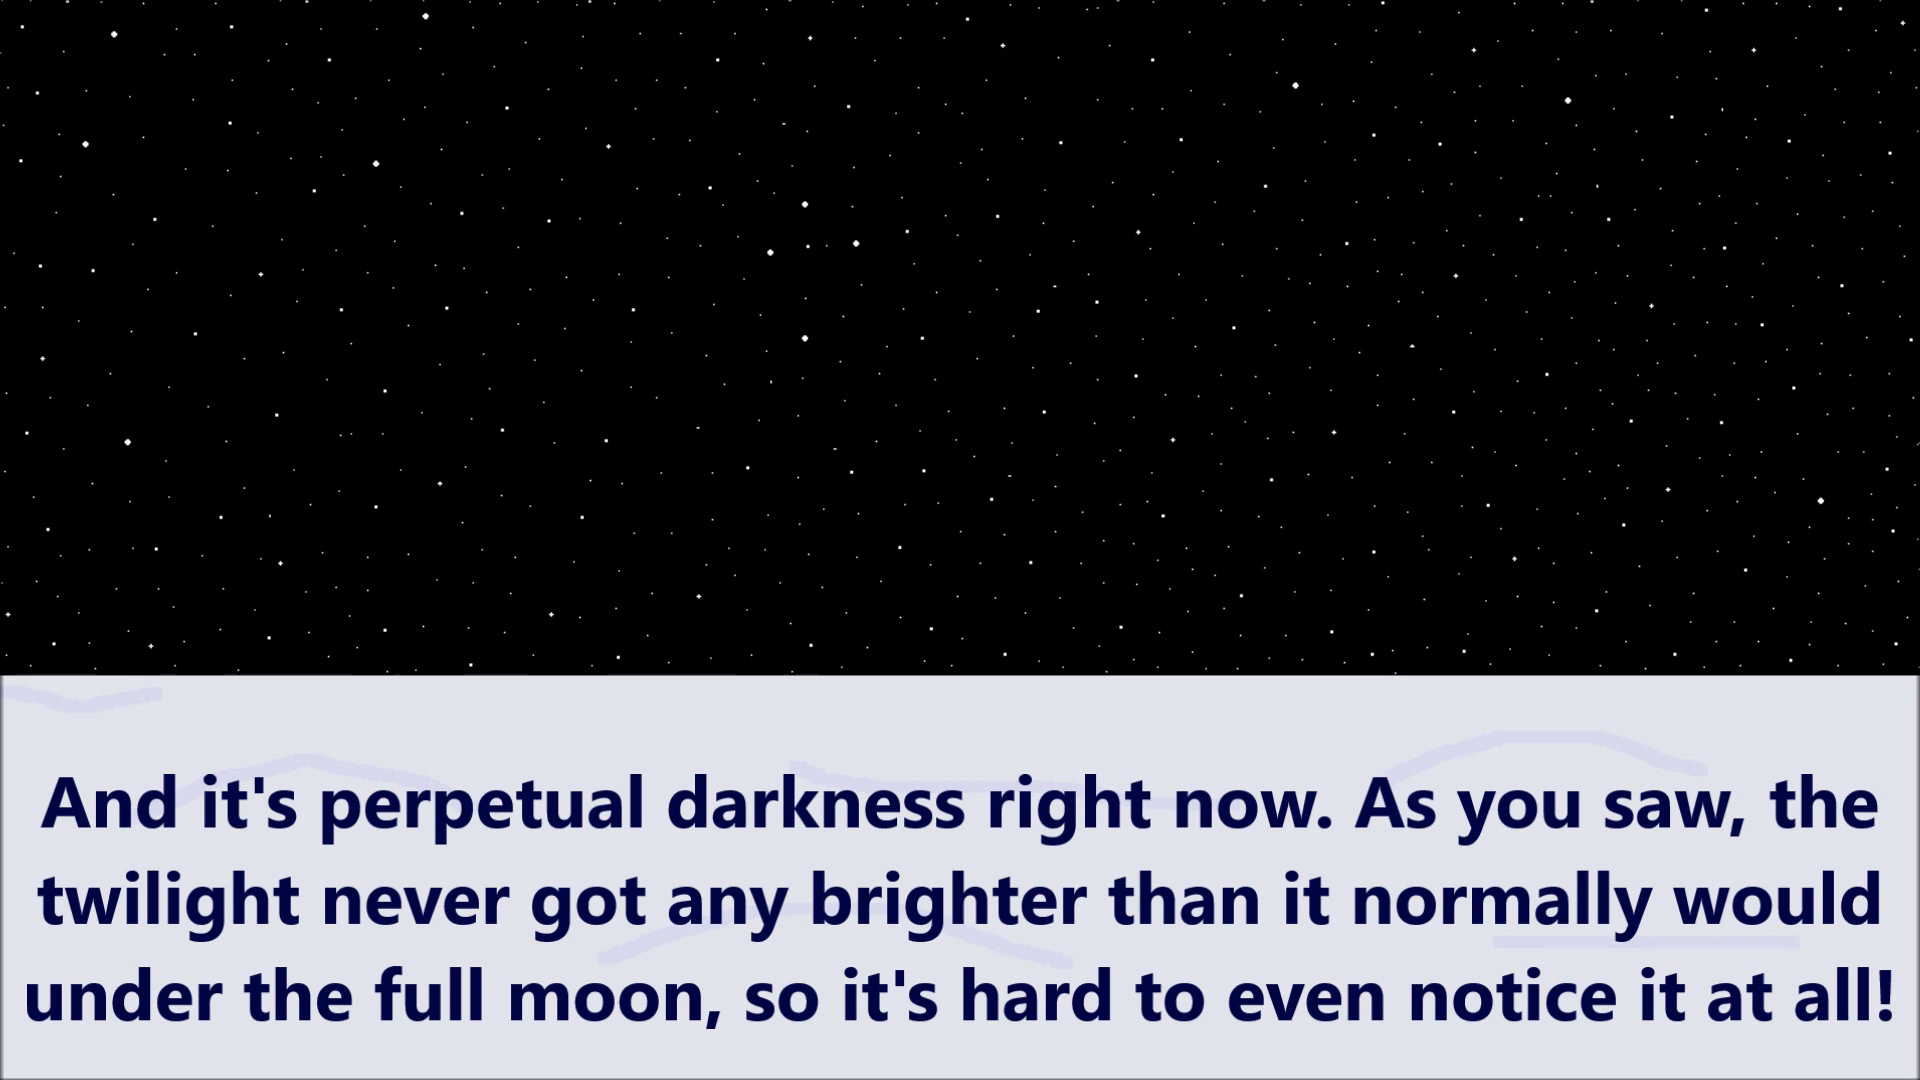 And it's perpetual darkness right now. As you saw, the
twilight never got any brighter than it normally would
under the full moon, so it's hard to even notice it at all!